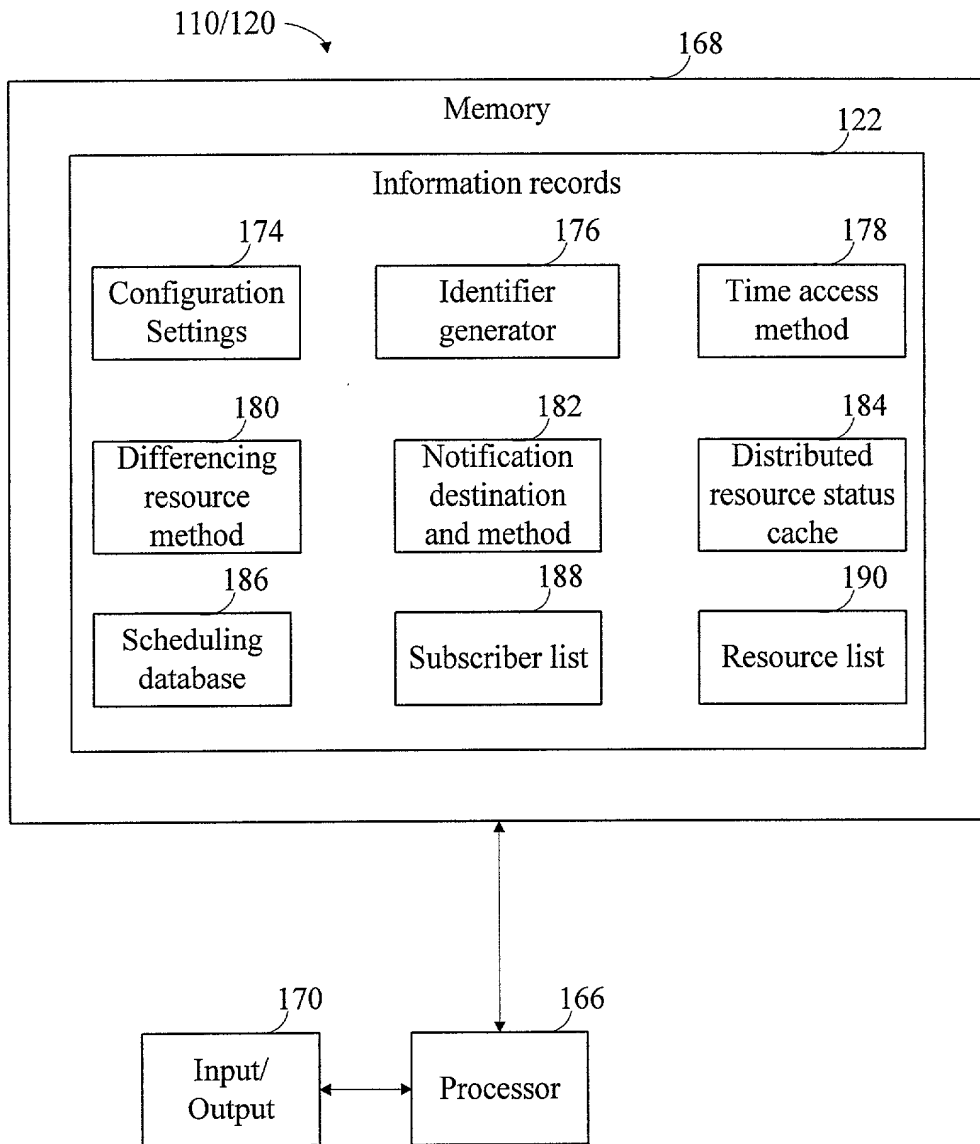 110/120
168
Memory
122
Information records
174
176
178
Configuration
Settings
Identifier
generator
Time access
method
180
182
184
Differencing
resource
method
Notification
destination
and method
Distributed
resource status
cache
186
188
190
Scheduling
database
Subscriber list
Resource list
170
166
Input/
Output
Processor